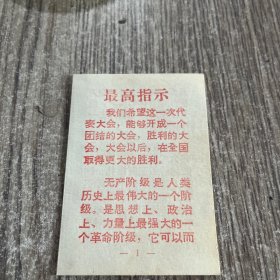 最高指示
我们希望这一次代
表大会，能够开成一个
团结的大会，胜利的大
会，大会以后，在全国
取得更大的胜利。
无产阶级是人类
历史上最伟大的一个阶
级。是思想上、政治
上、力量上最强大的一
个革命阶级，它可以而
— 1 —